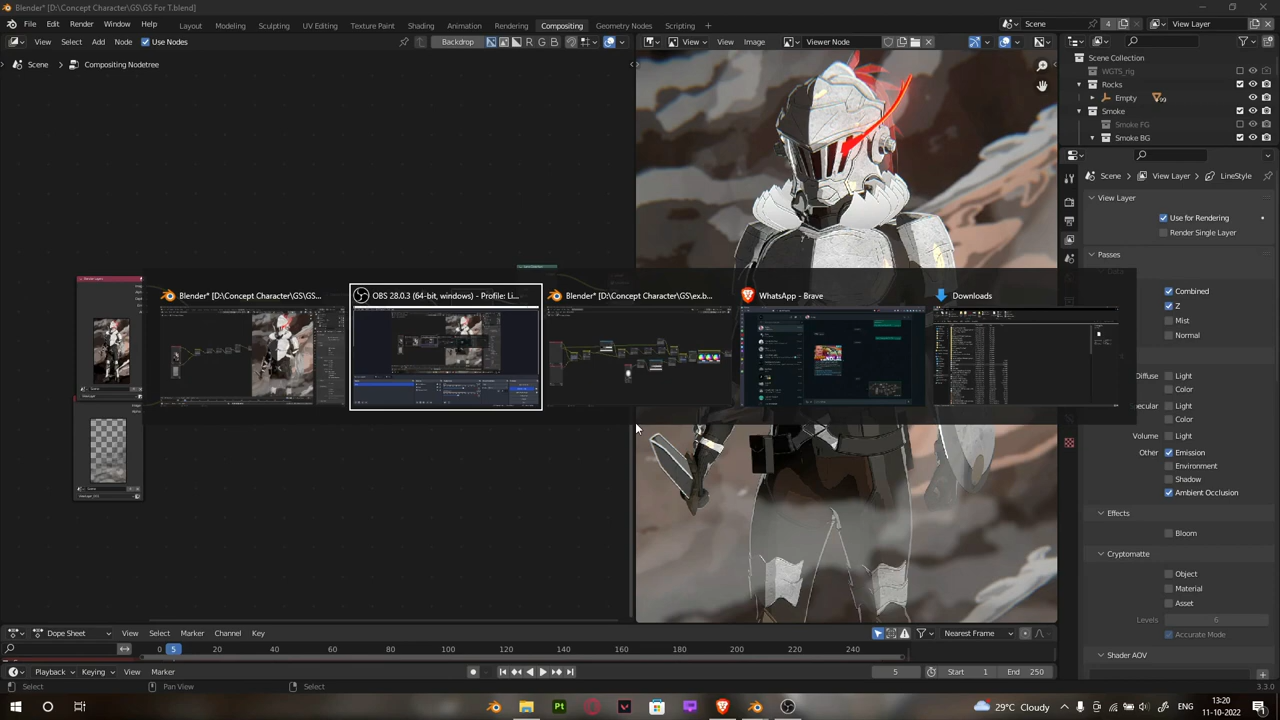 Blender* [D:\Concept Character\GS\GS For T.blend]
File Edit Render Window Help Layout Modeling Sculpting UV Editing Texture Paint Shading Animation Rendering Compositing Geometry Nodes Scripting + Scene 4 View Layer
View Select Add Node Use Nodes Backdrop R G B View View Image Viewer Node
Scene > Compositing Nodetree
Scene Collection
WGTS_rig
Rocks
Empty 99
Smoke
Smoke FG
Smoke BG
Scene > View Layer > LineStyle
View Layer
Use for Rendering
Render Single Layer
Passes
Data
Combined
Z
Mist
Normal
Diffuse Light
Color
Specular Light
Color
Volume Light
Other Emission
Environment
Shadow
Ambient Occlusion
Effects
Bloom
Cryptomatte
Object
Material
Asset
Levels 6
Accurate Mode
Shader AOV
Blender* [D:\Concept Character\GS\GS...
OBS 28.0.3 (64-bit, windows) - Profile: Li...
Blender* [D:\Concept Character\GS\ex.b...
WhatsApp - Brave
Downloads
Dope Sheet View Select Marker Channel Key Nearest Frame
0 5 20 40 60 80 100 120 140 160 180 200 220 240
Playback Keying View Marker 5 Start 1 End 250
Select Pan View Select 3.3.0
Pt 29°C Cloudy ENG 13:20
11-10-2022